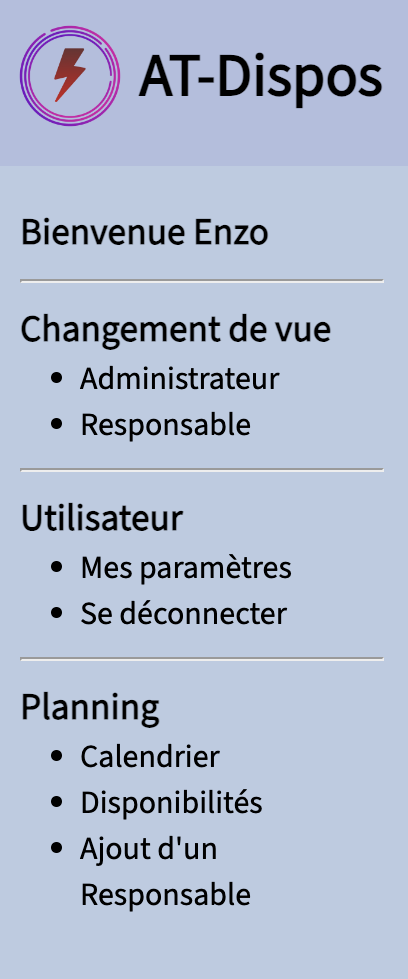 AT-Dispos
Bienvenue Enzo
Changement de vue
Administrateur
Responsable
Utilisateur
Mes paramètres
Se déconnecter
Planning
Calendrier
Disponibilités
Ajout d'un
Responsable